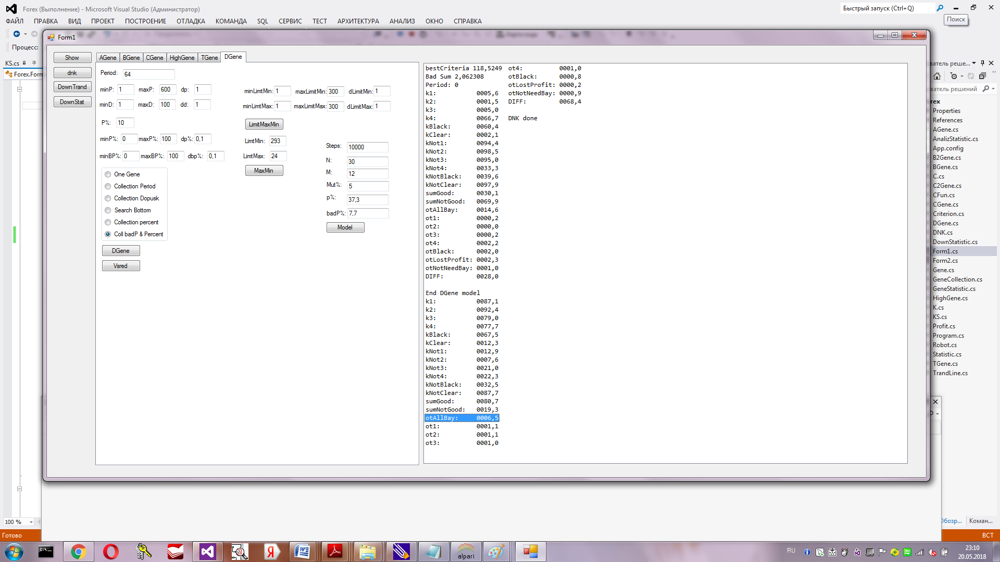 Forex (Выполнение) - Microsoft Visual Studio (Администратор)
Быстрый запуск (Ctrl+Q)
ФАЙЛ ПРАВКА ВИД ПРОЕКТ ПОСТРОЕНИЕ ОТЛАДКА КОМАНДА SQL СЕРВИС ТЕСТ АРХИТЕКТУРА АНАЛИЗ ОКНО СПРАВКА
Поиск
Процесс:
KS.cs
Forex.Forn
Form1
Show
dnk
DownTrand
DownStat
AGene BGene CGene HighGene TGene DGene
Period: 64
minP: 1 maxP: 600 dp: 1
minD: 1 maxD: 100 dd: 1
P%: 10
minP%: 0 maxP%: 100 dp%: 0,1
minBP%: 0 maxBP%: 100 dbp%: 0,1
One Gene
Collection Period
Collection Dopusk
Search Bottom
Collection percent
Coll badP & Percent
DGene
Vsred
minLimtMin: 1 maxLimitMin: 300 dLimitMin: 1
minLimtMax: 1 maxLimitMax: 300 dLimitMax: 1
LimitMaxMin
LimtMin: 293
LimtMax: 24
MaxMin
Steps: 10000
N: 30
M: 12
Mut%: 5
p%: 37,3
badP%: 7,7
Model
bestCriteria 118,5249
Bad Sum 2,062308
Period: 0
k1: 0005,6
k2: 0001,5
k3: 0005,0
k4: 0066,7
kBlack: 0060,4
kClear: 0002,1
kNot1: 0094,4
kNot2: 0098,5
kNot3: 0095,0
kNot4: 0033,3
kNotBlack: 0039,6
kNotClear: 0097,9
sumGood: 0030,1
sumNotGood: 0069,9
otAllBay: 0014,6
ot1: 0000,2
ot2: 0000,0
ot3: 0000,2
ot4: 0002,2
otBlack: 0002,0
otLostProfit: 0002,3
otNotNeedBay: 0001,0
DIFF: 0028,0
End DGene model
k1: 0087,1
k2: 0092,4
k3: 0079,0
k4: 0077,7
kBlack: 0067,5
kClear: 0012,3
kNot1: 0012,9
kNot2: 0007,6
kNot3: 0021,0
kNot4: 0022,3
kNotBlack: 0032,5
kNotClear: 0087,7
sumGood: 0080,7
sumNotGood: 0019,3
otAllBay: 0006,5
ot1: 0001,1
ot2: 0001,1
ot3: 0001,0
ot4: 0001,0
otBlack: 0000,8
otLostProfit: 0000,2
otNotNeedBay: 0000,9
DIFF: 0068,4
DNK done
ватель реше...
ватель решений
rex
Properties
References
AGene.cs
AnalizStatistic.cs
App.config
B2Gene.cs
BGene.cs
C.cs
C2Gene.cs
CFun.cs
CGene.cs
Criterion.cs
DGene.cs
DNK.cs
DownStatistic.cs
Form1.cs
Form2.cs
Gene.cs
GeneCollection.cs
GeneStatistic.cs
HighGene.cs
K.cs
KS.cs
Profit.cs
Program.cs
Robot.cs
Statistic.cs
TGene.cs
TrandLine.cs
Обозр... Коман...
100 %
Готово
ВСТ
C:\
alpari
RU
23:10
20.05.2018